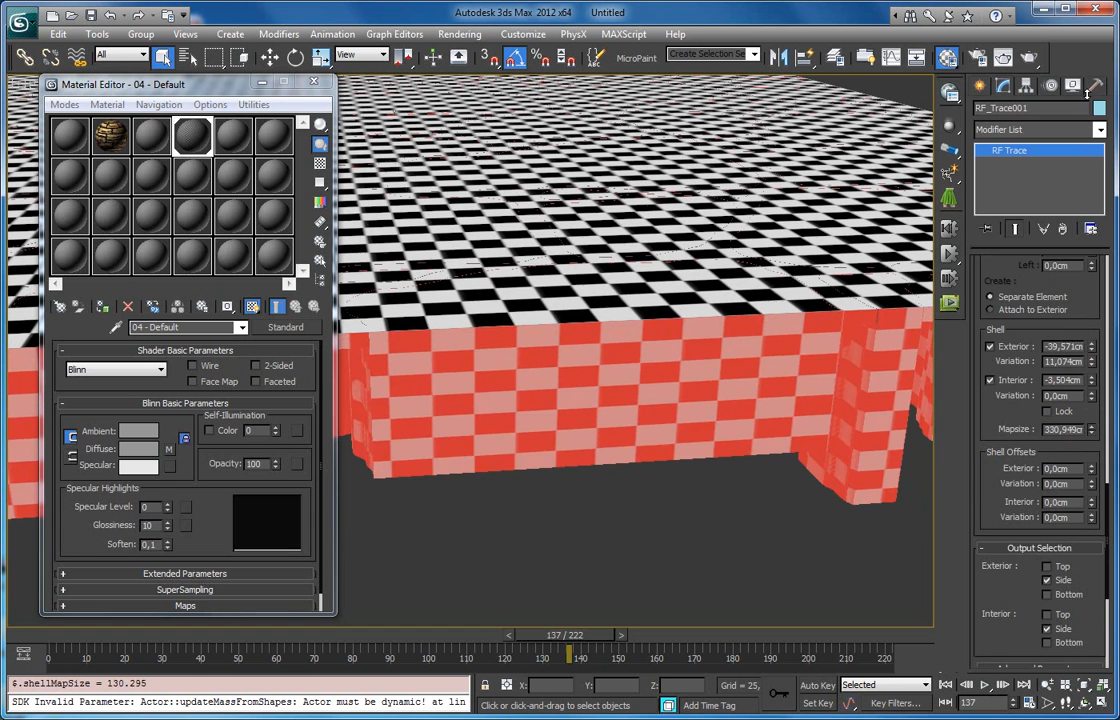 Autodesk 3ds Max 2012 x64 Untitled
Edit Tools Group Views Create Modifiers Animation Graph Editors Rendering Customize PhysX MAXScript Help
All View 3 MicroPaint Create Selection Se
Material Editor - 04 - Default
Modes Material Navigation Options Utilities
04 - Default Standard
- Shader Basic Parameters
Blinn Wire 2-Sided
Face Map Faceted
- Blinn Basic Parameters
Self-Illumination
Ambient: Color 0
Diffuse: M
Specular: Opacity: 100
Specular Highlights
Specular Level: 0
Glossiness: 10
Soften: 0,1
+ Extended Parameters
+ SuperSampling
+ Maps
RF_Trace001
Modifier List
RF Trace
Left : 0,0cm
Create :
Separate Element
Attach to Exterior
Shell
Exterior : -39,571cm
Variation : 11,074cm
Interior : -3,504cm
Variation : 0,0cm
Lock
Mapsize: 330,949c
Shell Offsets
Exterior : 0,0cm
Variation : 0,0cm
Interior : 0,0cm
Variation : 0,0cm
- Output Selection
Exterior: Top
Side
Bottom
Interior: Top
Side
Bottom
< 137 / 222 >
0 10 20 30 40 50 60 70 80 90 100 110 120 130 140 150 160 170 180 190 200 210 220
$.shellMapSize = 130.295
SDK Invalid Parameter: Actor::updateMassFromShapes: Actor must be dynamic! at lin
X: Y: Z: Grid = 25,
Click or click-and-drag to select objects Add Time Tag
Auto Key Selected
Set Key Key Filters... 137